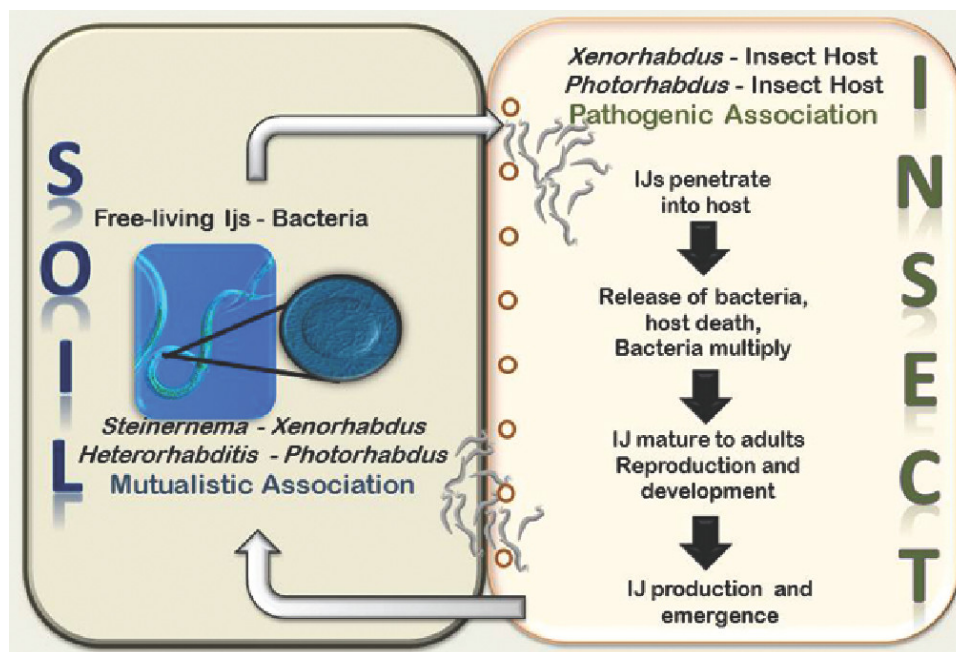 SOIL
Free-living Ijs - Bacteria
Steinernema - Xenorhabdus
Heterorhabditis - Photorhabdus
Mutualistic Association
INSECT
Xenorhabdus - Insect Host
Photorhabdus - Insect Host
Pathogenic Association
IJs penetrate
into host
Release of bacteria,
host death,
Bacteria multiply
IJ mature to adults
Reproduction and
development
IJ production and
emergence